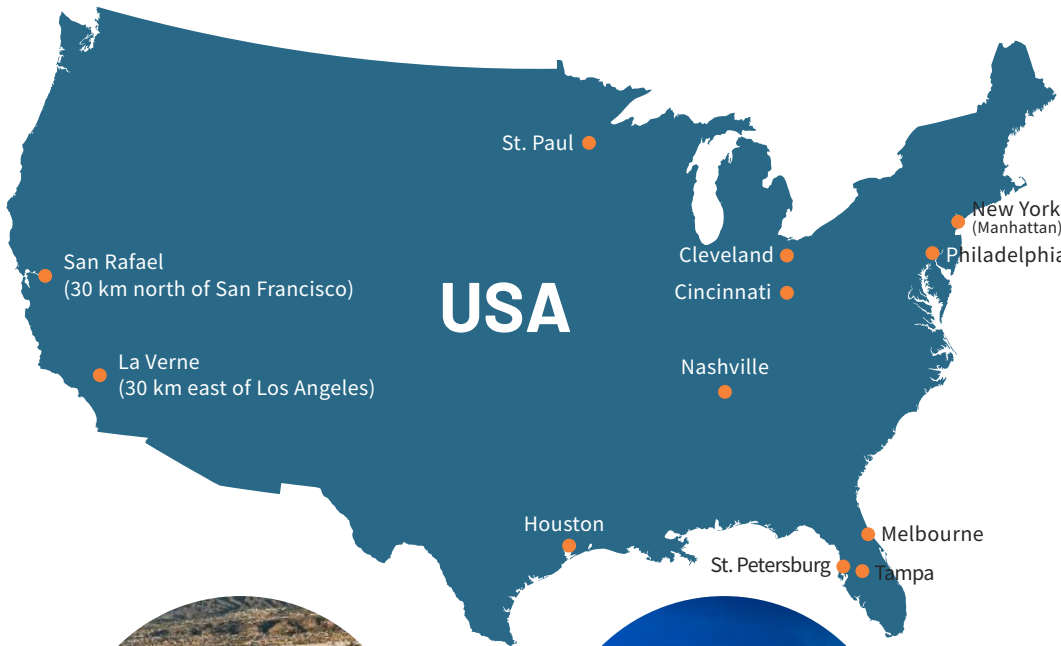 St. Paul
New York
(Manhattan)
Cleveland
Philadelphia
San Rafael
(30 km north of San Francisco)
Cincinnati
USA
La Verne
(30 km east of Los Angeles)
Nashville
Houston
Melbourne
St. Petersburg
Tampa